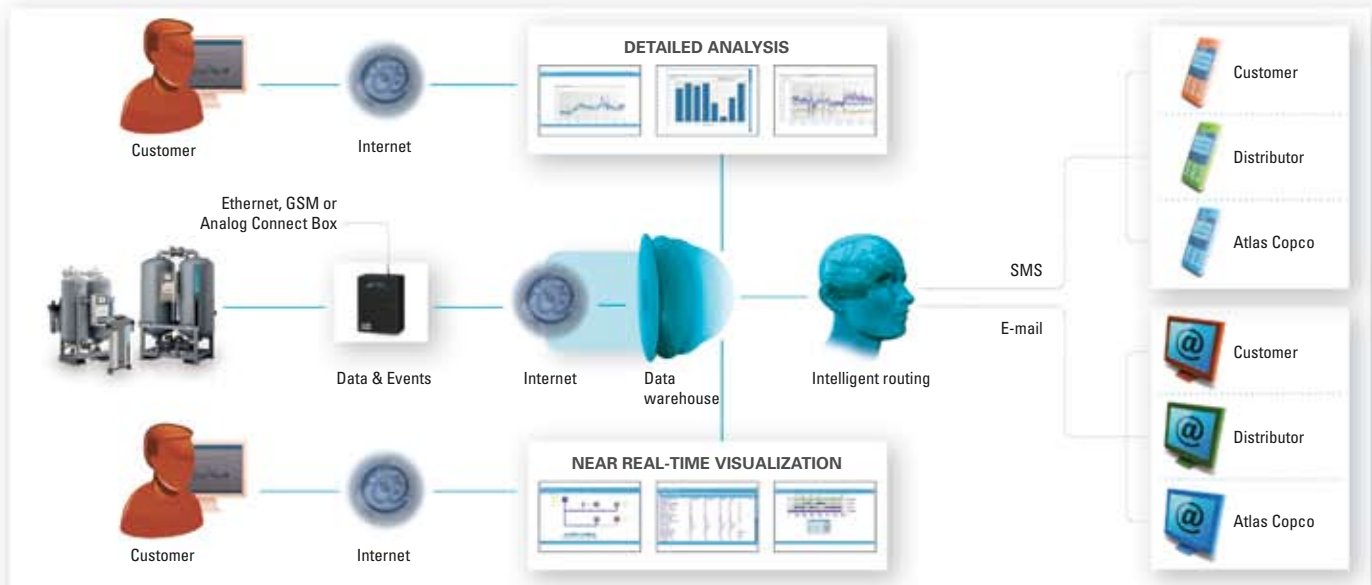 DETAILED ANALYSIS
Customer
Internet
Customer
Distributor
Atlas Copco
Ethernet, GSM or
Analog Connect Box
SMS
E-mail
Data & Events
Internet
Data
warehouse
Intelligent routing
Customer
Distributor
Atlas Copco
NEAR REAL-TIME VISUALIZATION
Customer
Internet